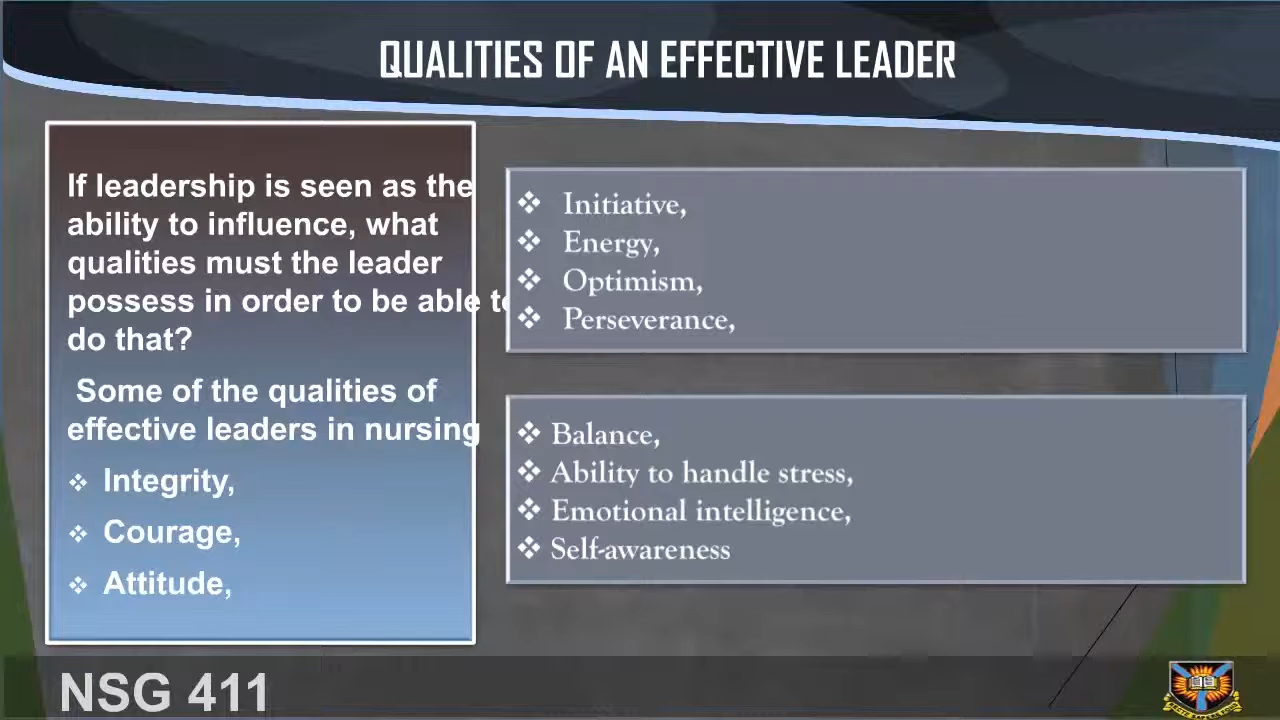 QUALITIES OF AN EFFECTIVE LEADER
If leadership is seen as the
ability to influence, what
qualities must the leader
possess in order to be able to
do that?
Some of the qualities of
effective leaders in nursing
❖ Integrity,
❖ Courage,
❖ Attitude,
❖ Initiative,
❖ Energy,
❖ Optimism,
❖ Perseverance,
❖ Balance,
❖ Ability to handle stress,
❖ Emotional intelligence,
❖ Self-awareness
NSG 411